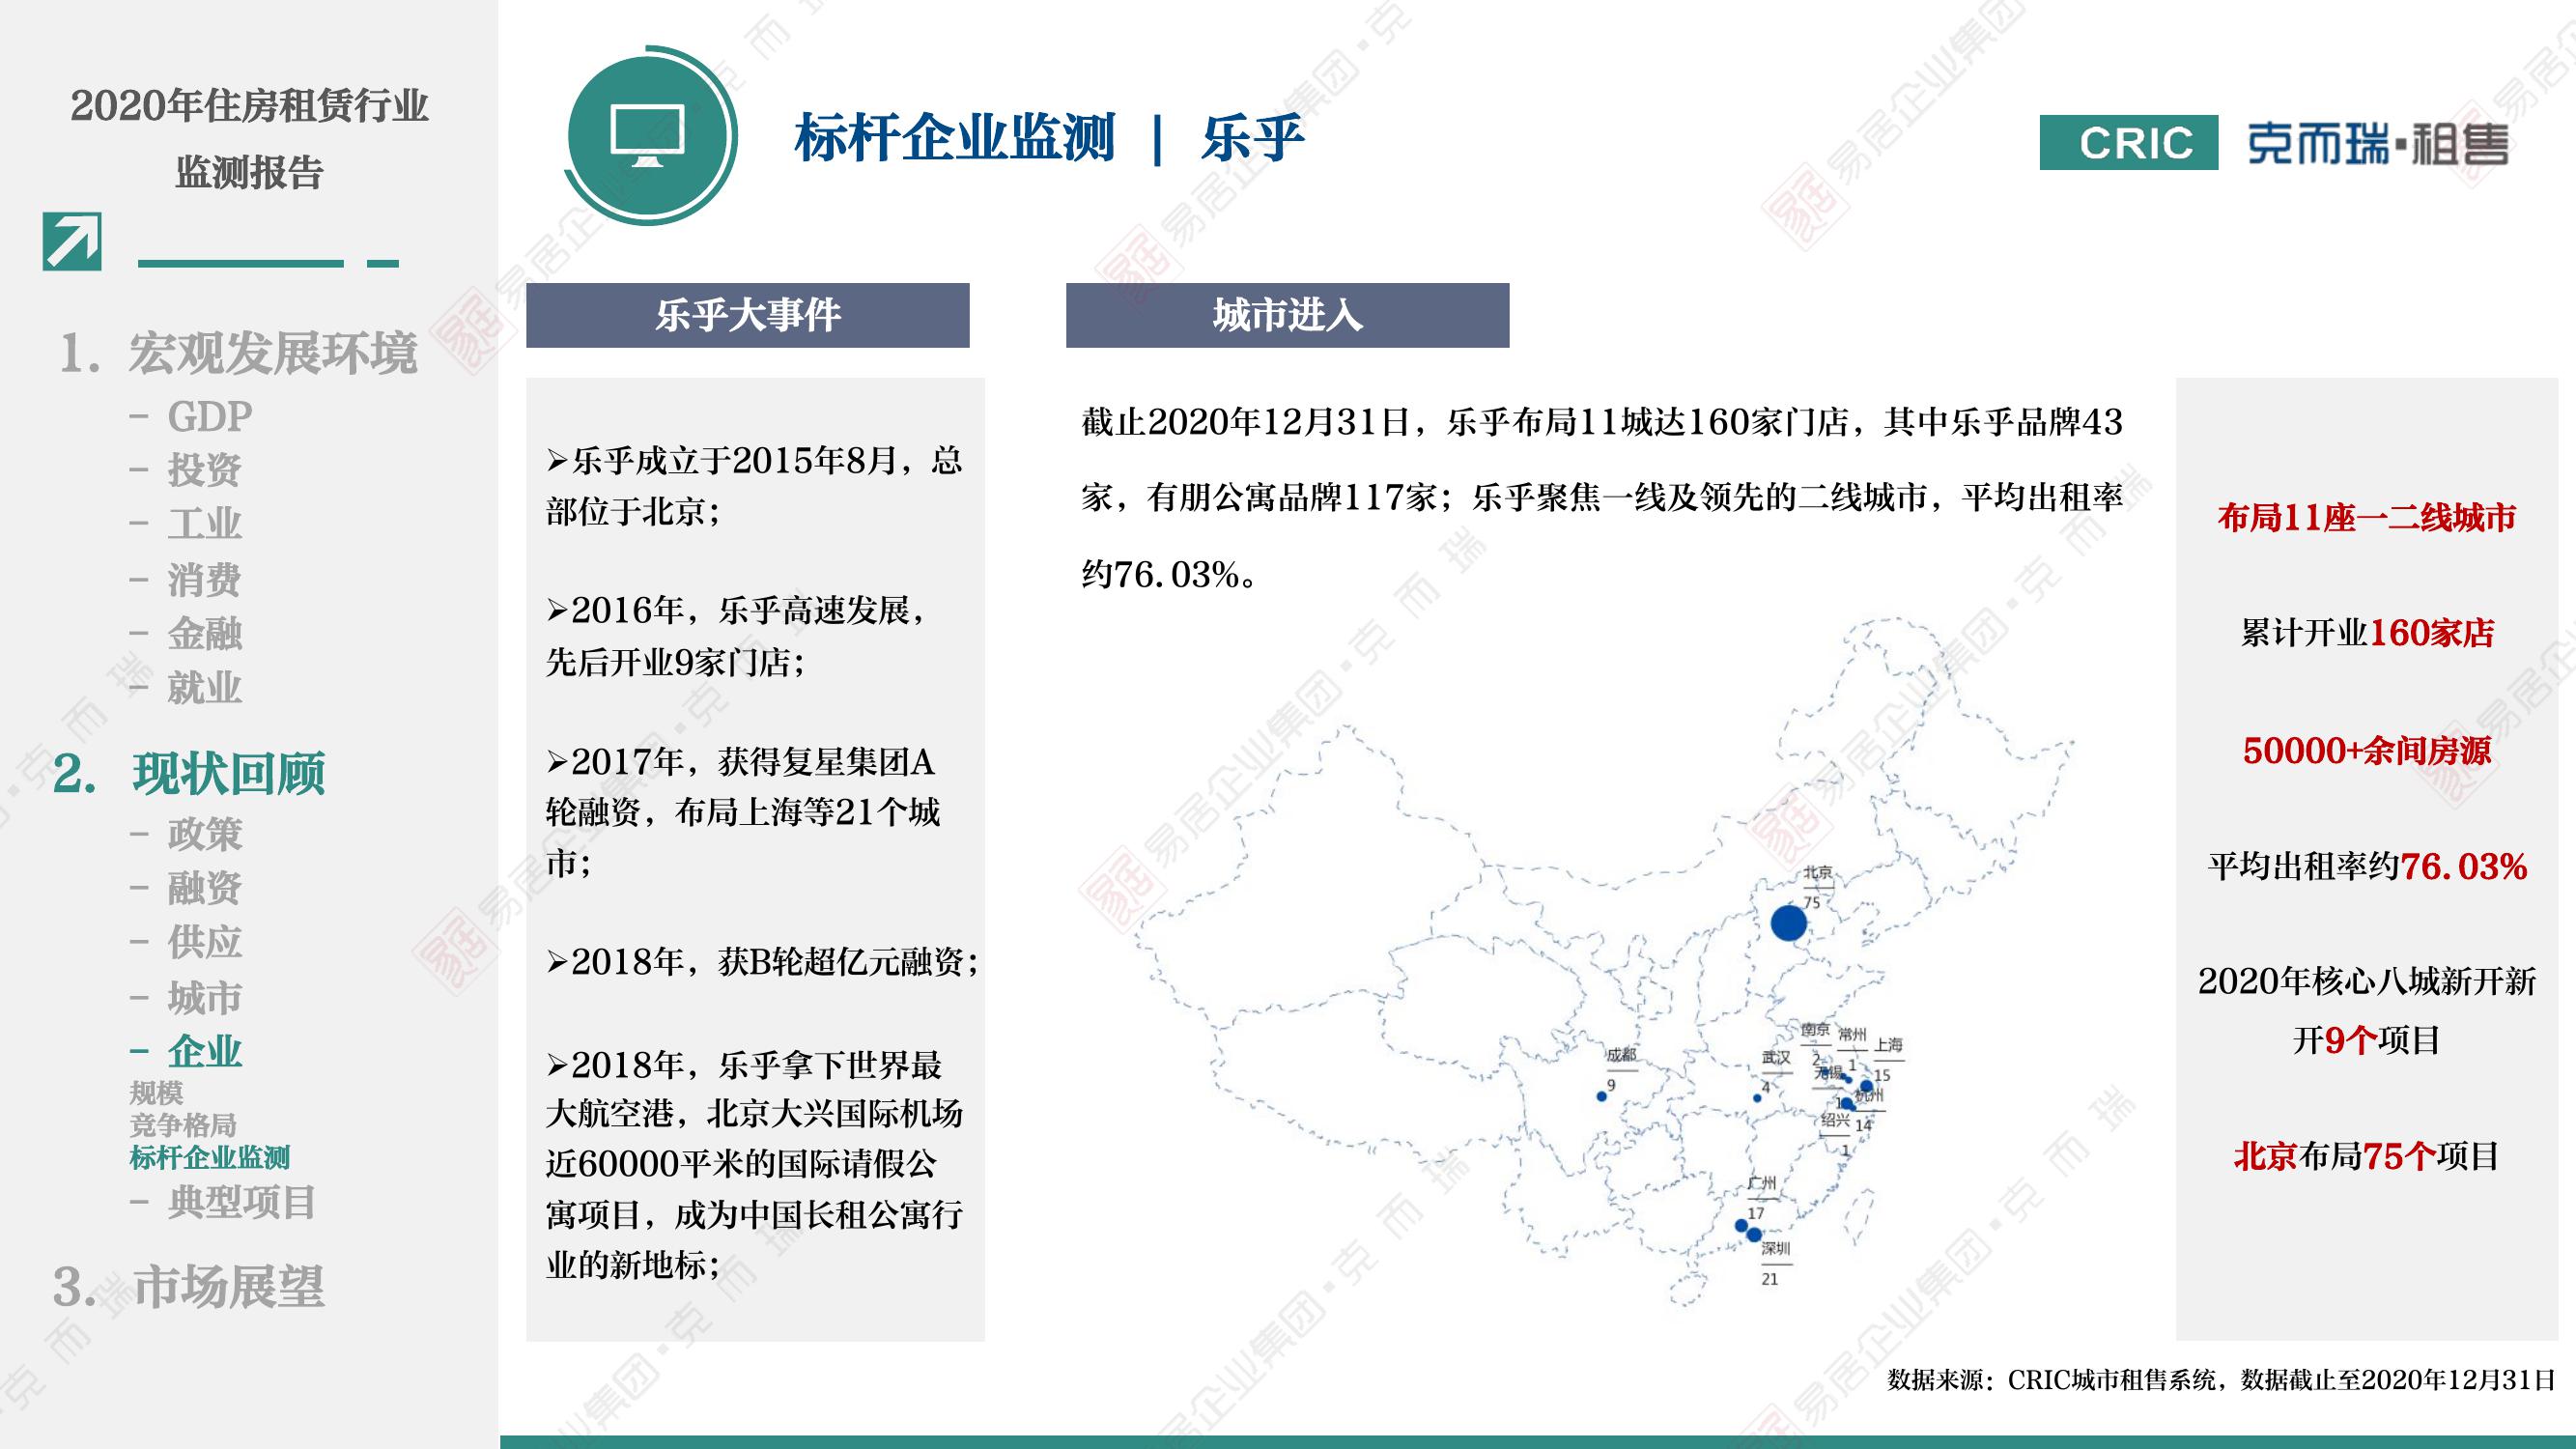 2020年住房租赁行业
监测报告
1. 宏观发展环境
– GDP
– 投资
– 工业
– 消费
– 金融
– 就业
2. 现状回顾
– 政策
– 融资
– 供应
– 城市
– 企业
规模
竞争格局
标杆企业监测
– 典型项目
3. 市场展望
标杆企业监测 | 乐乎
CRIC 克而瑞·租售
乐乎大事件
➢乐乎成立于2015年8月，总
部位于北京；
➢2016年，乐乎高速发展，
先后开业9家门店；
➢2017年，获得复星集团A
轮融资，布局上海等21个城
市；
➢2018年，获B轮超亿元融资；
➢2018年，乐乎拿下世界最
大航空港，北京大兴国际机场
近60000平米的国际请假公
寓项目，成为中国长租公寓行
业的新地标；
城市进入
截止2020年12月31日，乐乎布局11城达160家门店，其中乐乎品牌43
家，有朋公寓品牌117家；乐乎聚焦一线及领先的二线城市，平均出租率
约76.03%。
北京
75
南京
2
常州
1
上海
15
无锡
1
杭州
14
绍兴
1
武汉
4
成都
9
广州
17
深圳
21
布局11座一二线城市
累计开业160家店
50000+余间房源
平均出租率约76.03%
2020年核心八城新开新
开9个项目
北京布局75个项目
数据来源：CRIC城市租售系统，数据截止至2020年12月31日
易居企业集团·克而瑞